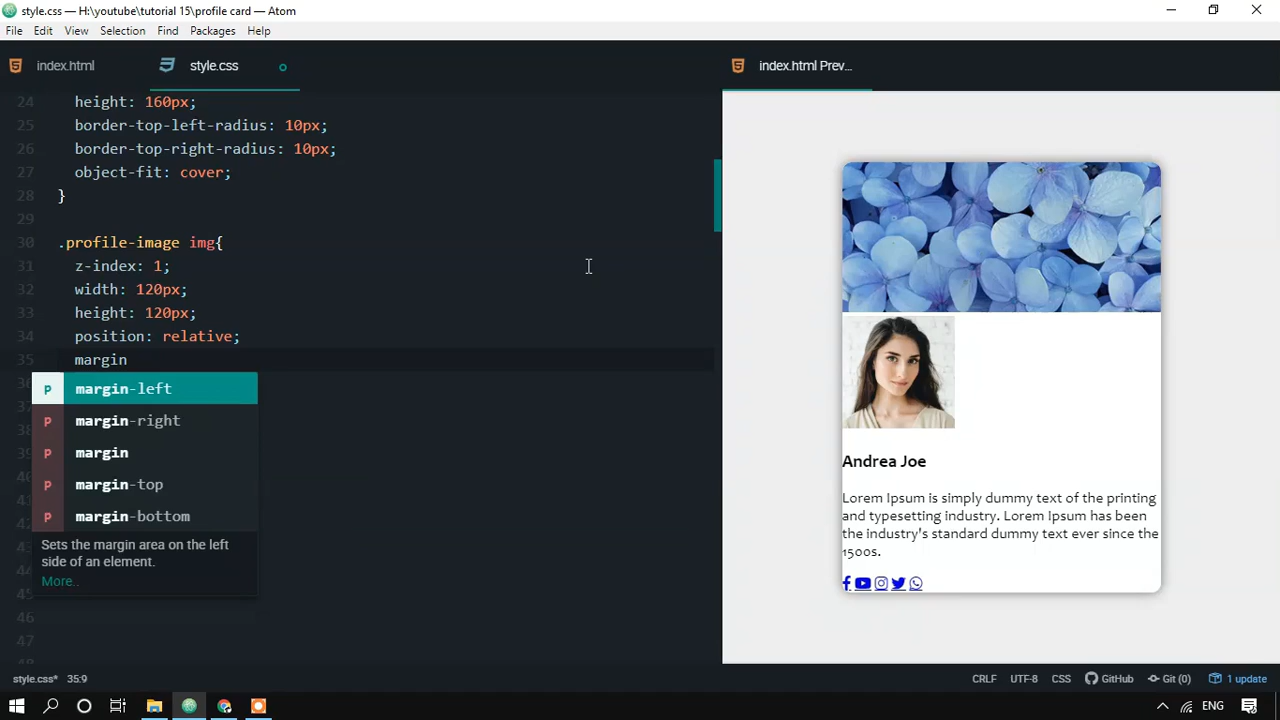 style.css — H:\youtube\tutorial 15\profile card — Atom
File Edit View Selection Find Packages Help
index.html
style.css
index.html Prev...
24 height: 160px;
25 border-top-left-radius: 10px;
26 border-top-right-radius: 10px;
27 object-fit: cover;
28 }
29
30 .profile-image img{
31 z-index: 1;
32 width: 120px;
33 height: 120px;
34 position: relative;
35 margin
p margin-left
p margin-right
p margin
p margin-top
p margin-bottom
Sets the margin area on the left
side of an element.
More..
46
47
Andrea Joe
Lorem Ipsum is simply dummy text of the printing
and typesetting industry. Lorem Ipsum has been
the industry's standard dummy text ever since the
1500s.
style.css* 35:9
CRLF UTF-8 CSS GitHub Git (0) 1 update
ENG